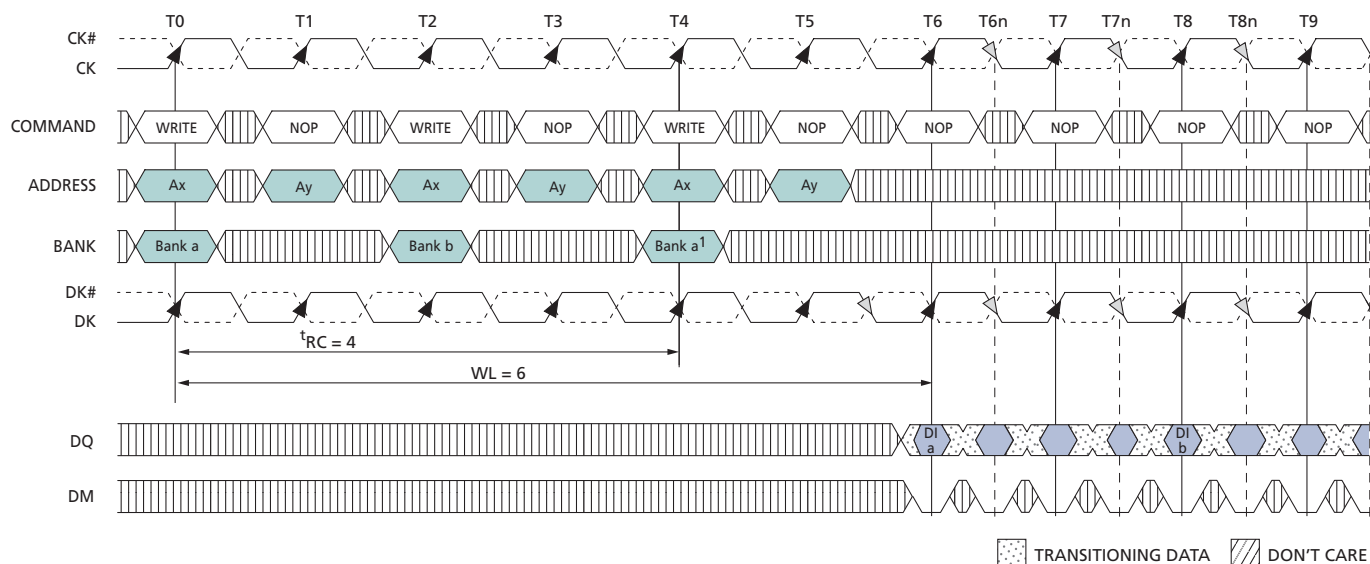 T0 T1 T2 T3 T4 T5 T6 T6n T7 T7n T8 T8n T9
CK#
CK
COMMAND WRITE NOP WRITE NOP WRITE NOP NOP NOP NOP NOP
ADDRESS Ax Ay Ax Ay Ax Ay
BANK Bank a Bank b Bank a¹
DK#
DK
tRC = 4
WL = 6
DQ DI a DI b
DM
TRANSITIONING DATA DON'T CARE